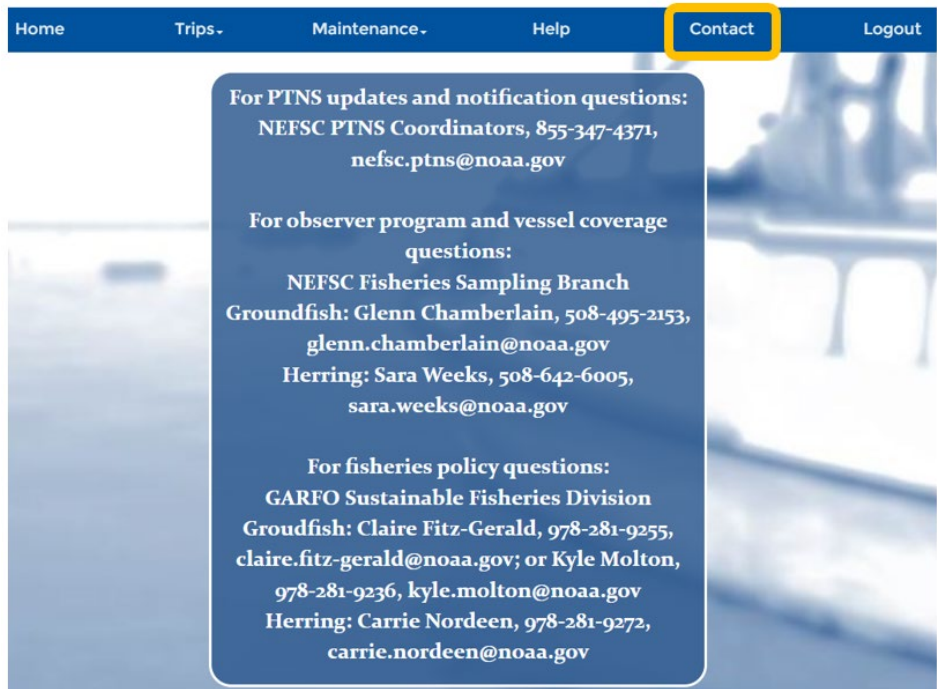 Home Trips Maintenance Help Contact Logout
For PTNS updates and notification questions:
NEFSC PTNS Coordinators, 855-347-4371,
nefsc.ptns@noaa.gov
For observer program and vessel coverage
questions:
NEFSC Fisheries Sampling Branch
Groundfish: Glenn Chamberlain, 508-495-2153,
glenn.chamberlain@noaa.gov
Herring: Sara Weeks, 508-642-6005,
sara.weeks@noaa.gov
For fisheries policy questions:
GARFO Sustainable Fisheries Division
Groudfish: Claire Fitz-Gerald, 978-281-9255,
claire.fitz-gerald@noaa.gov; or Kyle Molton,
978-281-9236, kyle.molton@noaa.gov
Herring: Carrie Nordeen, 978-281-9272,
carrie.nordeen@noaa.gov